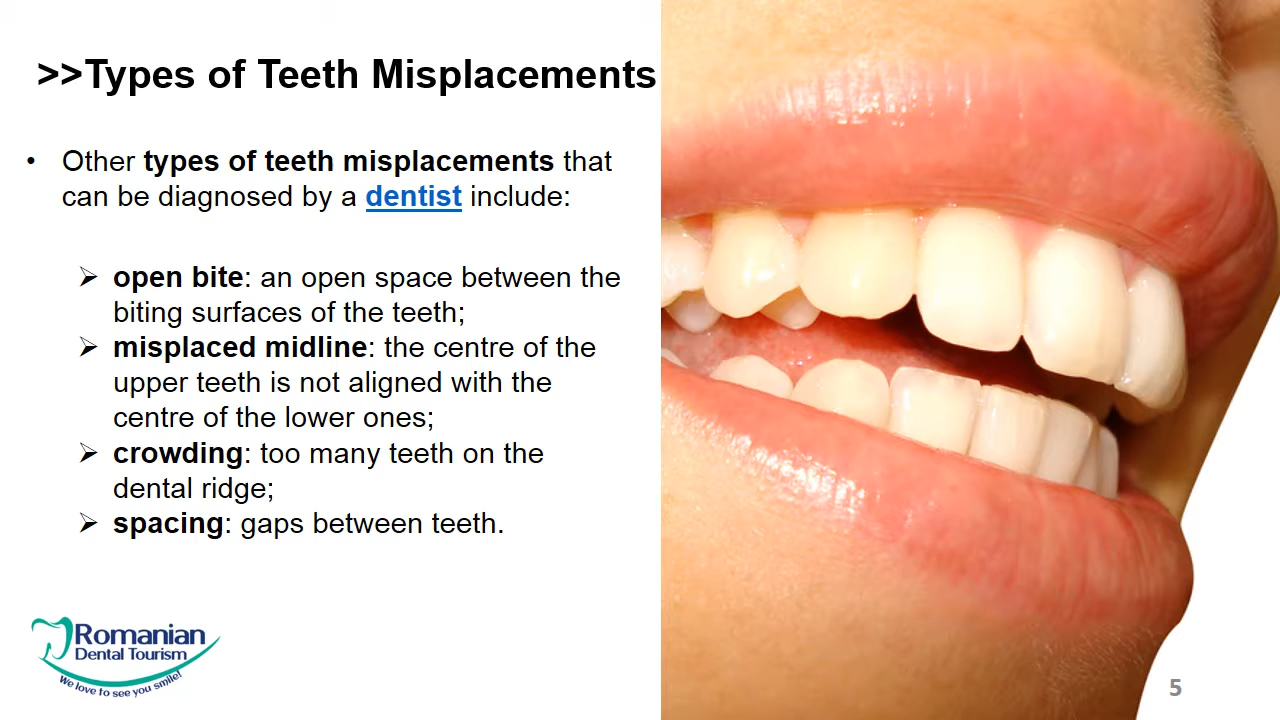 >>Types of Teeth Misplacements
• Other types of teeth misplacements that
can be diagnosed by a dentist include:
➢ open bite: an open space between the
biting surfaces of the teeth;
➢ misplaced midline: the centre of the
upper teeth is not aligned with the
centre of the lower ones;
➢ crowding: too many teeth on the
dental ridge;
➢ spacing: gaps between teeth.
Romanian
Dental Tourism
We love to see you smile!
5